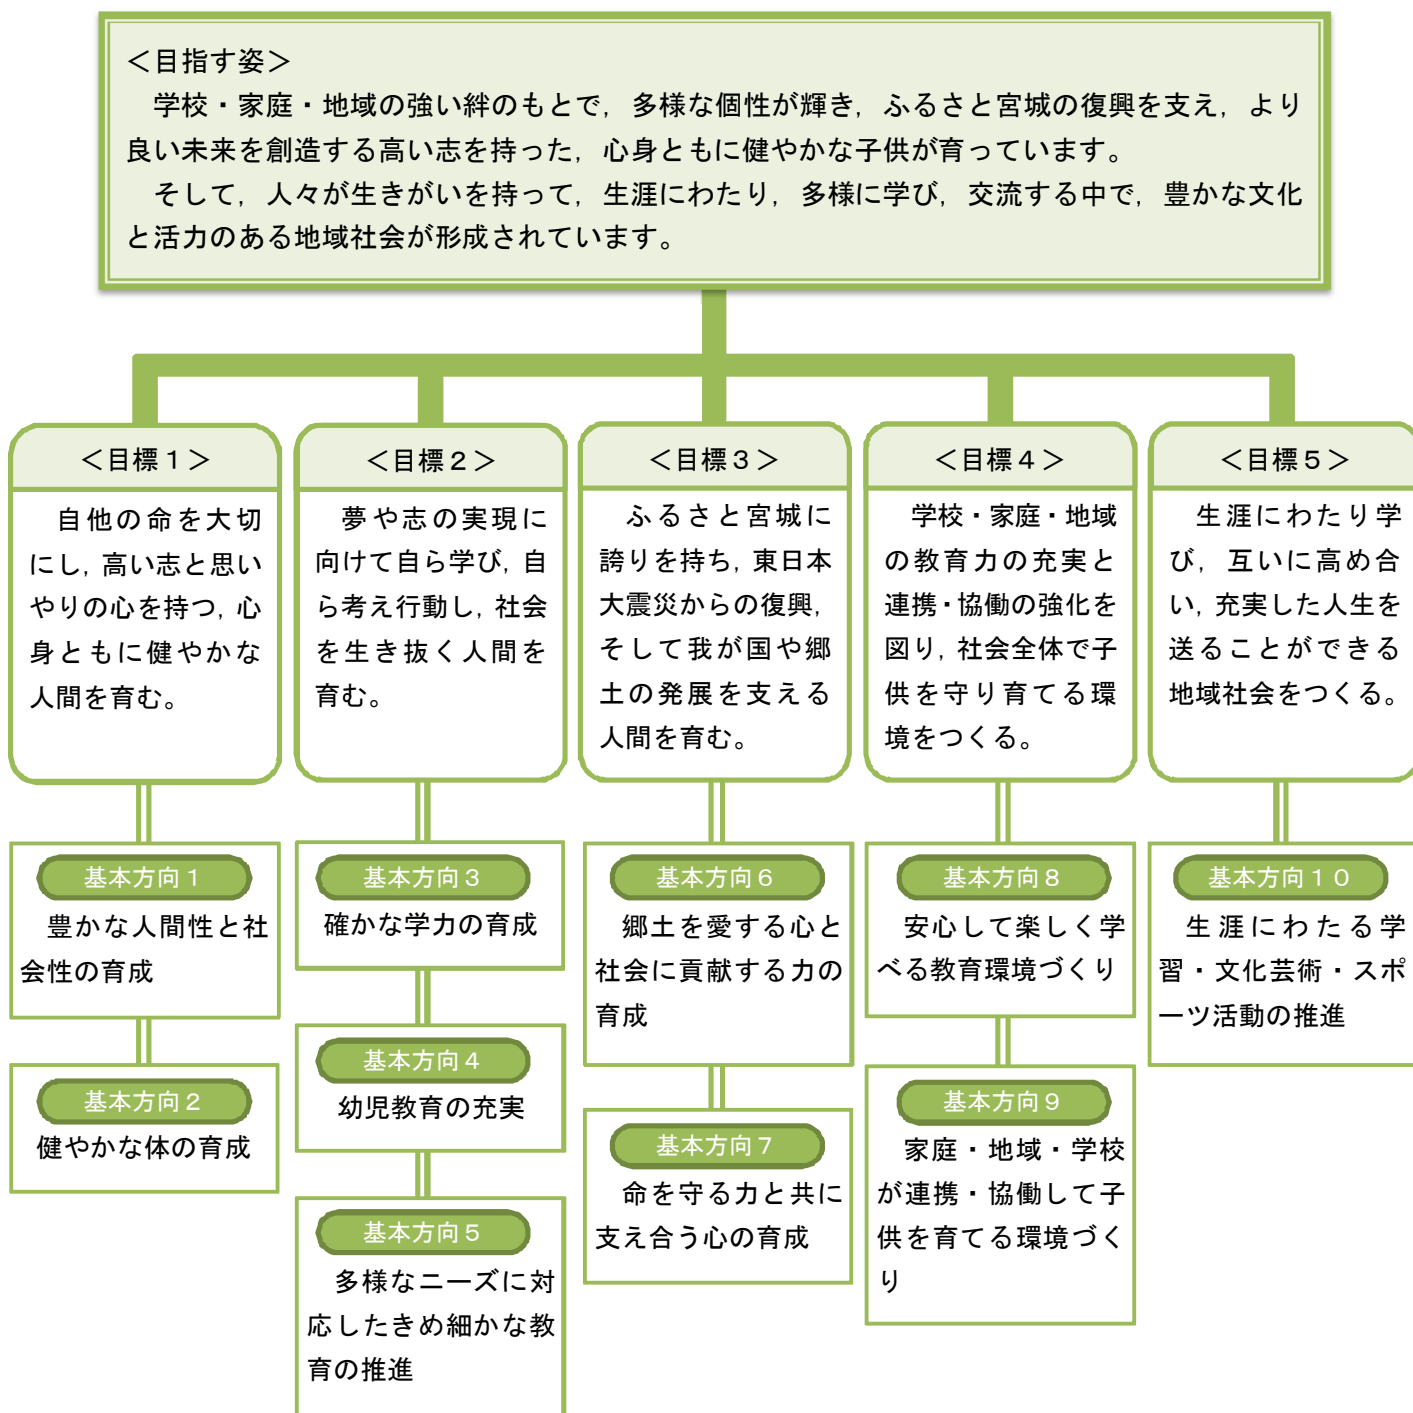 ＜目指す姿＞
学校・家庭・地域の強い絆のもとで，多様な個性が輝き，ふるさと宮城の復興を支え，より
良い未来を創造する高い志を持った，心身ともに健やかな子供が育っています。
そして，人々が生きがいを持って，生涯にわたり，多様に学び，交流する中で，豊かな文化
と活力のある地域社会が形成されています。
＜目標１＞
自他の命を大切
にし，高い志と思い
やりの心を持つ，心
身ともに健やかな
人間を育む。
基本方向１
豊かな人間性と社
会性の育成
基本方向２
健やかな体の育成
＜目標２＞
夢や志の実現に
向けて自ら学び，自
ら考え行動し，社会
を生き抜く人間を
育む。
基本方向３
確かな学力の育成
基本方向４
幼児教育の充実
基本方向５
多様なニーズに対
応したきめ細かな教
育の推進
＜目標３＞
ふるさと宮城に
誇りを持ち，東日本
大震災からの復興，
そして我が国や郷
土の発展を支える
人間を育む。
基本方向６
郷土を愛する心と
社会に貢献する力の
育成
基本方向７
命を守る力と共に
支え合う心の育成
＜目標４＞
学校・家庭・地域
の教育力の充実と
連携・協働の強化を
図り，社会全体で子
供を守り育てる環
境をつくる。
基本方向８
安心して楽しく学
べる教育環境づくり
基本方向９
家庭・地域・学校
が連携・協働して子
供を育てる環境づく
り
＜目標５＞
生涯にわたり学
び，互いに高め合
い，充実した人生を
送ることができる
地域社会をつくる。
基本方向１０
生涯にわたる学
習・文化芸術・スポ
ーツ活動の推進